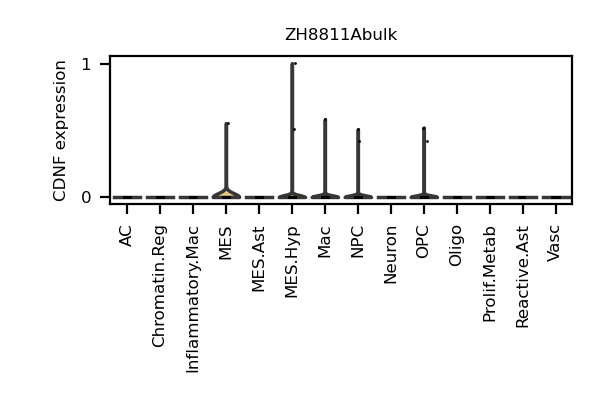 ZH8811Abulk
CDNF expression
1
0
AC
Chromatin.Reg
Inflammatory.Mac
MES
MES.Ast
MES.Hyp
Mac
NPC
Neuron
OPC
Oligo
Prolif.Metab
Reactive.Ast
Vasc